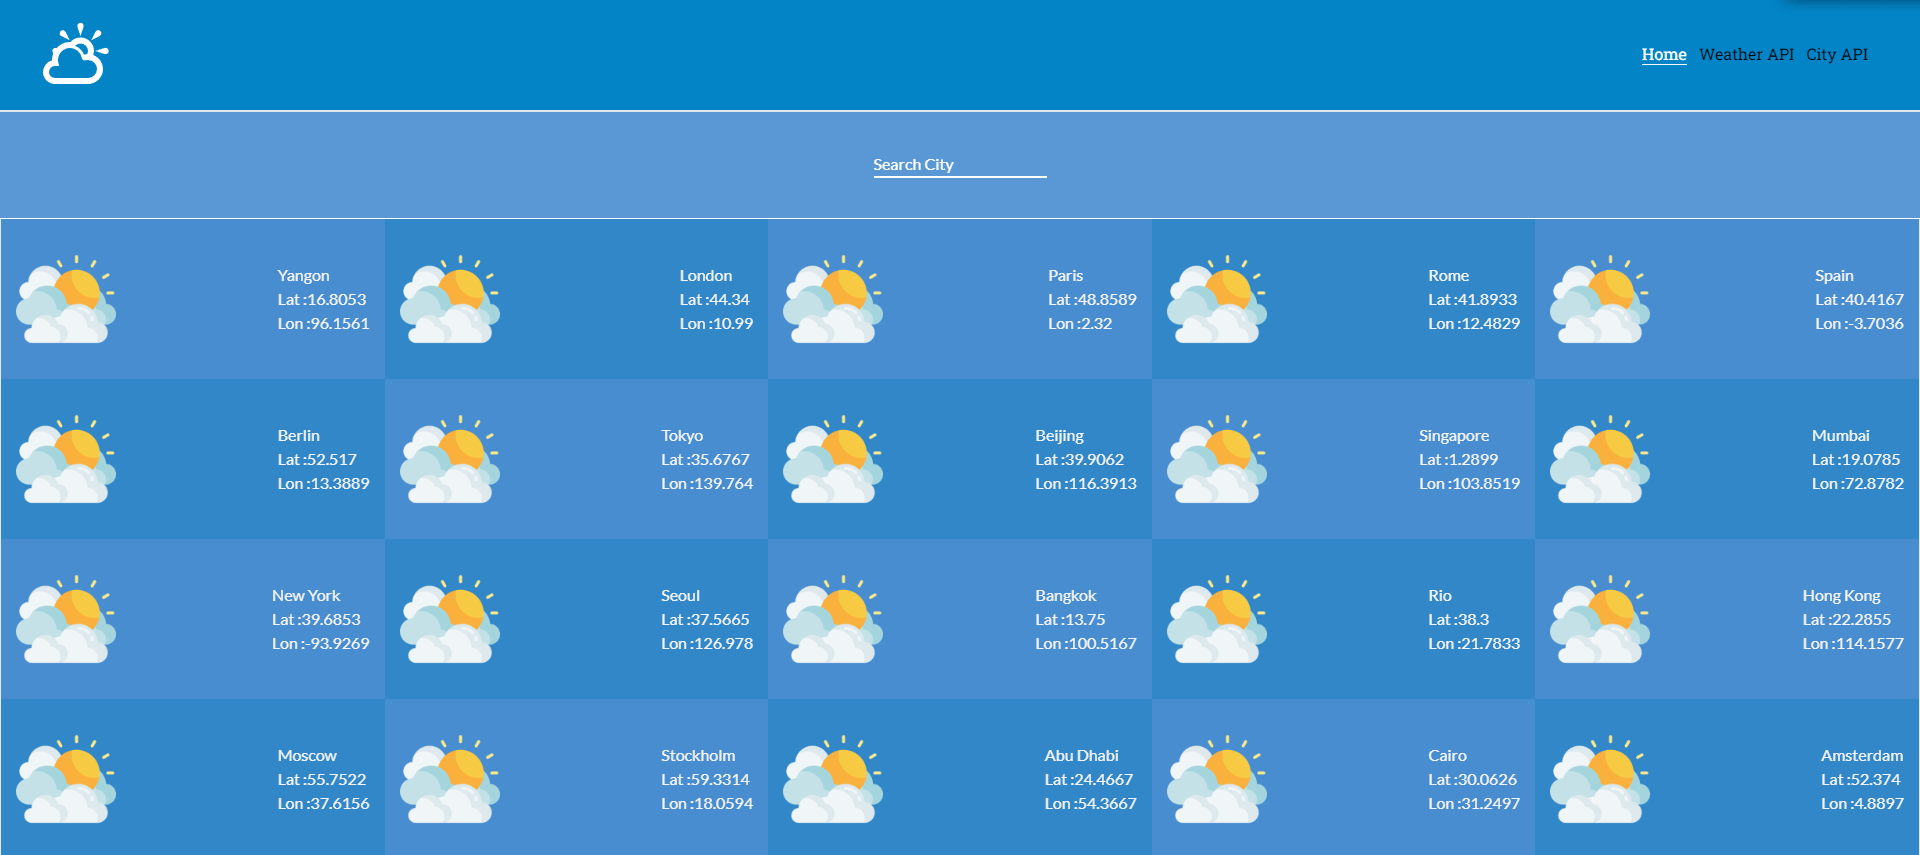 Home Weather API City API
Search City
Yangon
Lat :16.8053
Lon :96.1561
London
Lat :44.34
Lon :10.99
Paris
Lat :48.8589
Lon :2.32
Rome
Lat :41.8933
Lon :12.4829
Spain
Lat :40.4167
Lon :-3.7036
Berlin
Lat :52.517
Lon :13.3889
Tokyo
Lat :35.6767
Lon :139.764
Beijing
Lat :39.9062
Lon :116.3913
Singapore
Lat :1.2899
Lon :103.8519
Mumbai
Lat :19.0785
Lon :72.8782
New York
Lat :39.6853
Lon :-93.9269
Seoul
Lat :37.5665
Lon :126.978
Bangkok
Lat :13.75
Lon :100.5167
Rio
Lat :38.3
Lon :21.7833
Hong Kong
Lat :22.2855
Lon :114.1577
Moscow
Lat :55.7522
Lon :37.6156
Stockholm
Lat :59.3314
Lon :18.0594
Abu Dhabi
Lat :24.4667
Lon :54.3667
Cairo
Lat :30.0626
Lon :31.2497
Amsterdam
Lat :52.374
Lon :4.8897